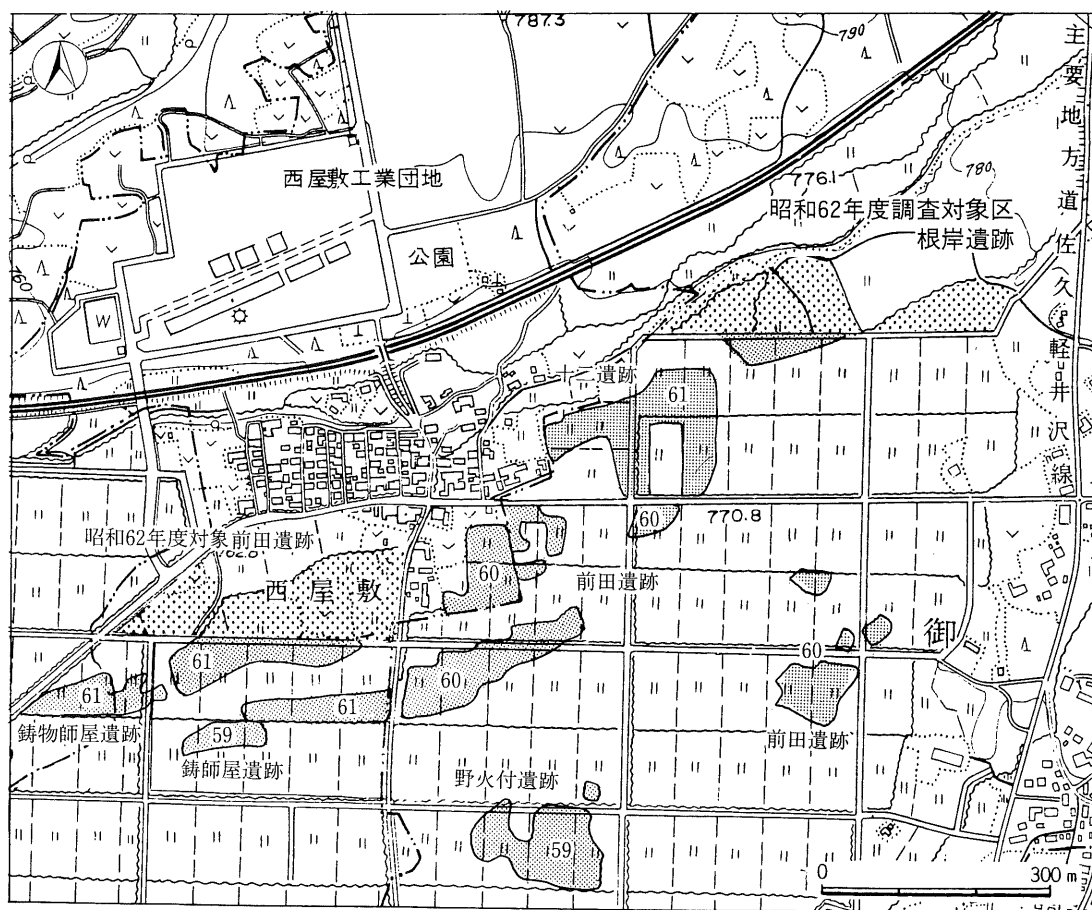 787.3
790
主要地方道佐久軽井沢線
西屋敷工業団地
776.1
780
昭和62年度調査対象区
根岸遺跡
公園
W
十二遺跡
61
60
770.8
昭和62年度対象前田遺跡
60
前田遺跡
西屋敷
御
61
60
60
61
61
鋳物師屋遺跡
59
鋳師屋遺跡
前田遺跡
野火付遺跡
59
0 300m